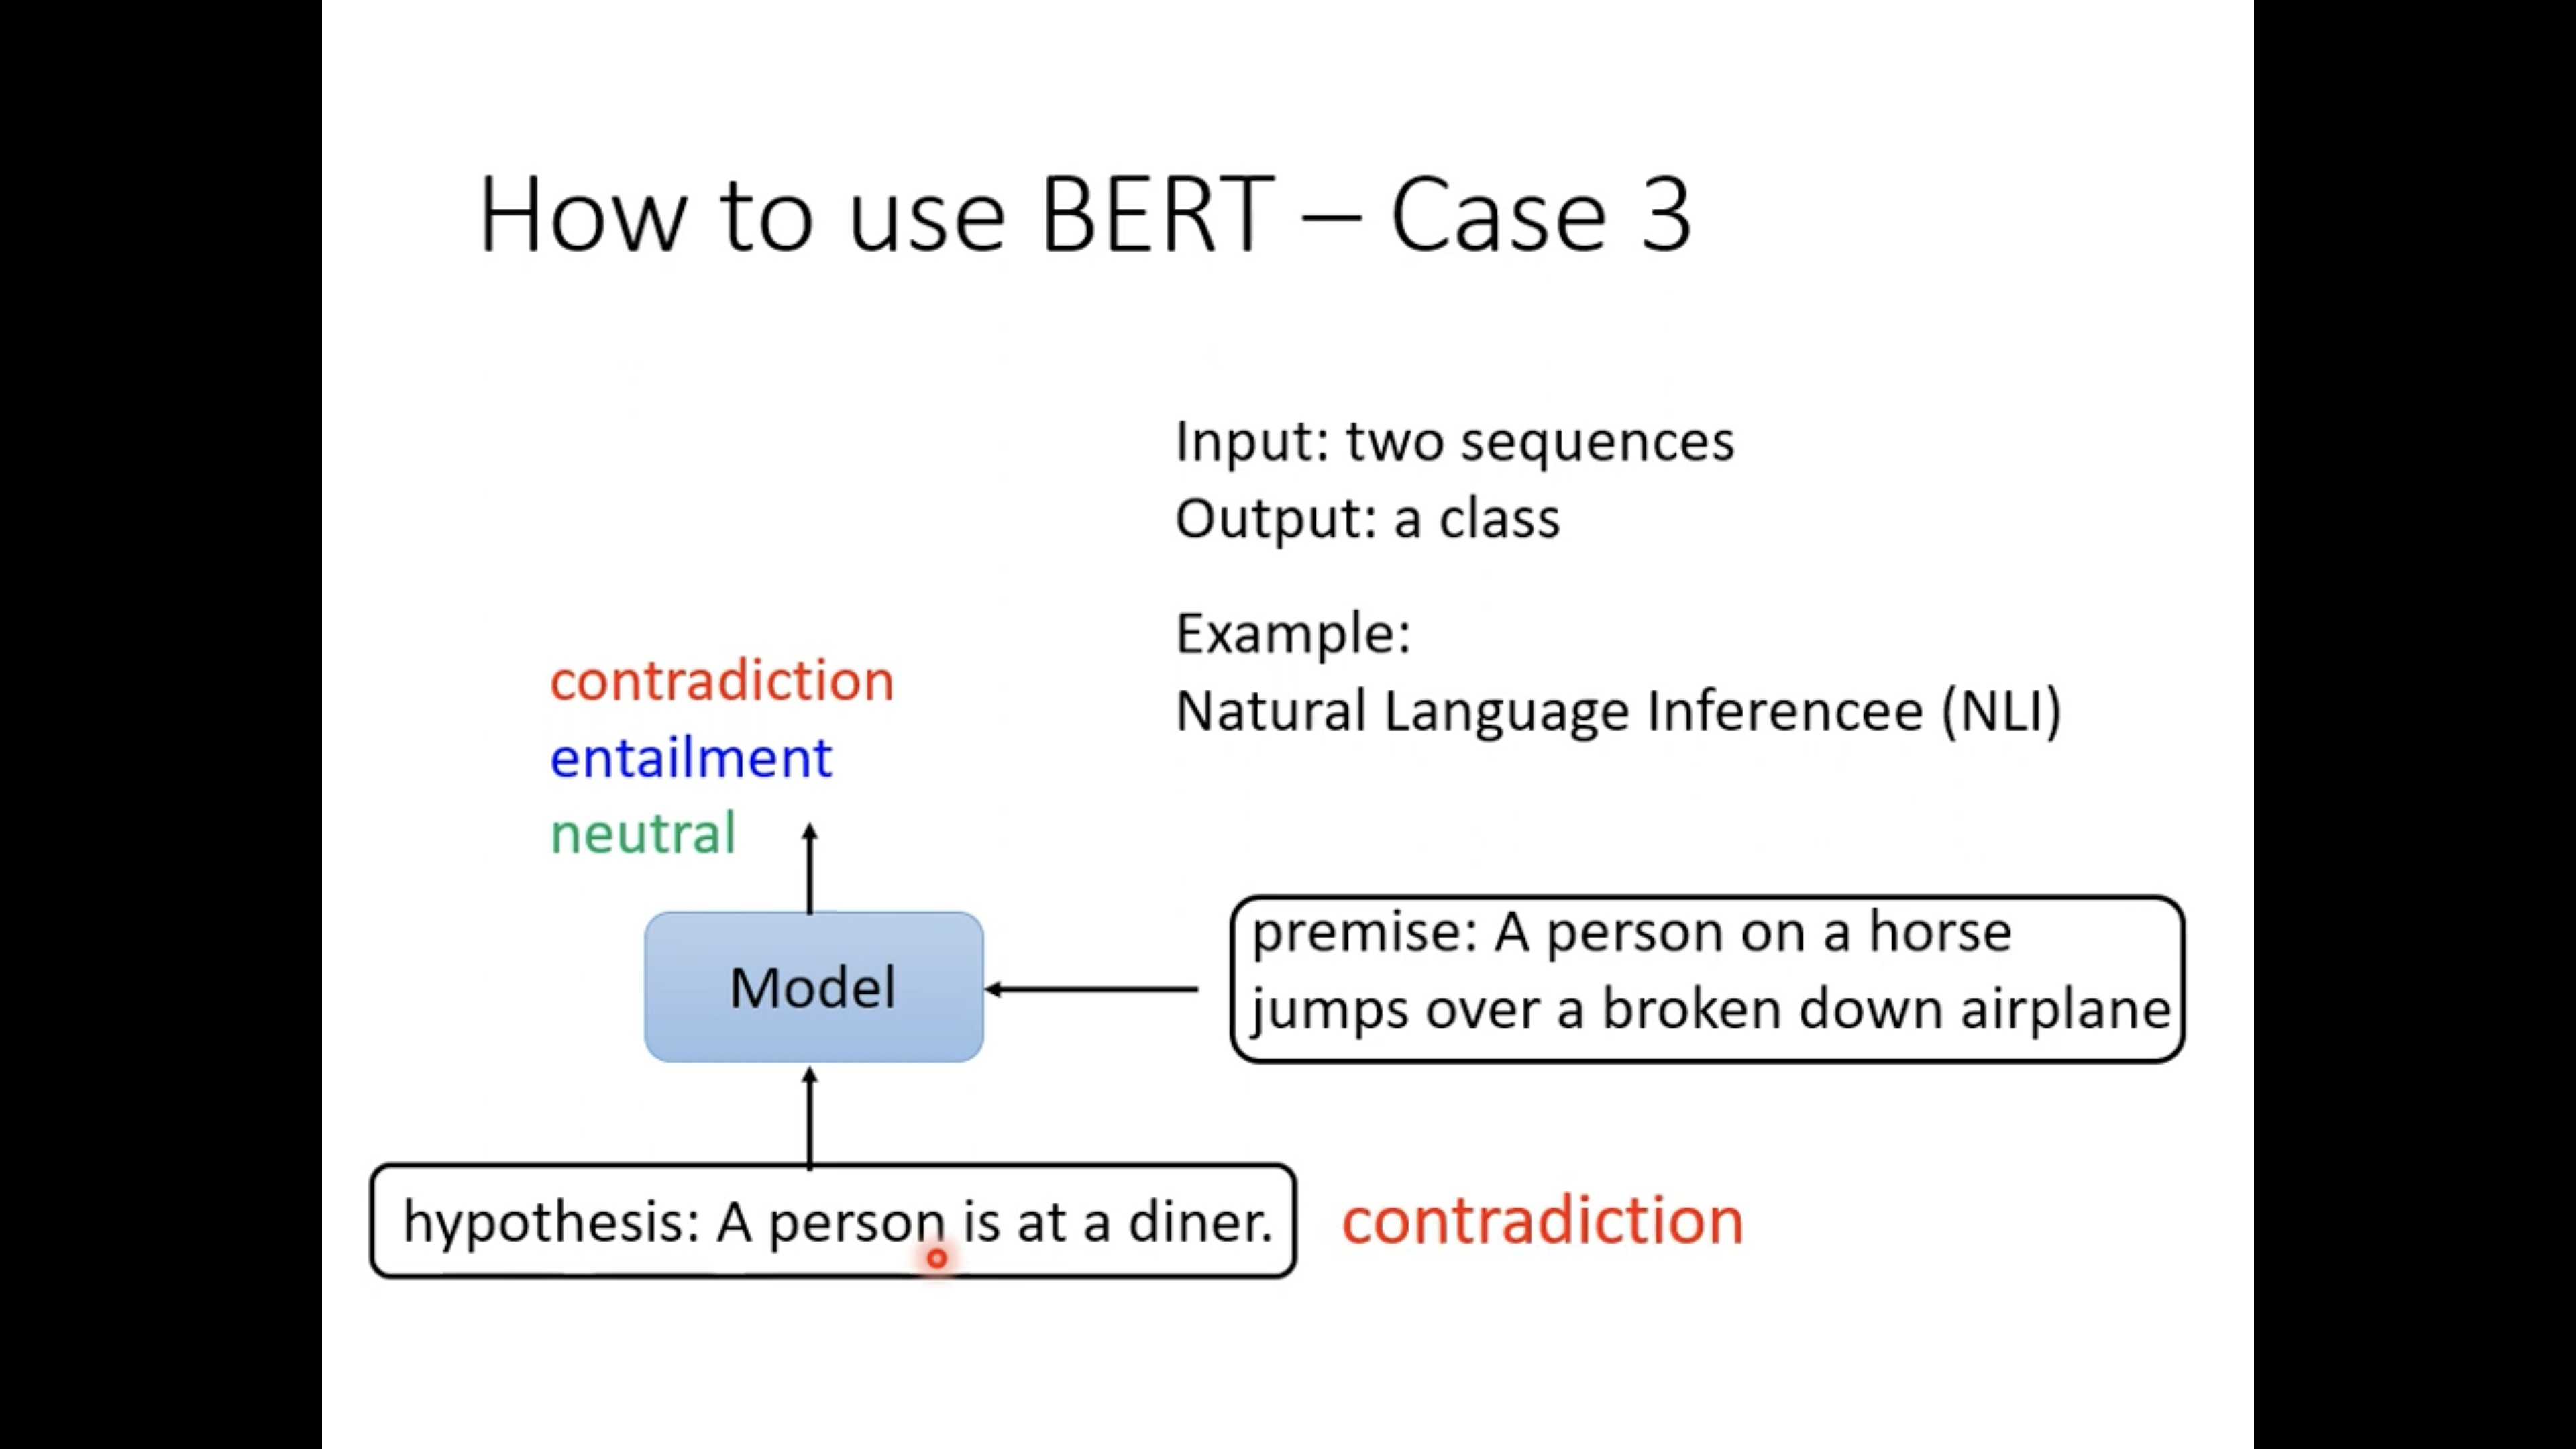 How to use BERT – Case 3
Input: two sequences
Output: a class
Example:
Natural Language Inferencee (NLI)
contradiction
entailment
neutral
Model
premise: A person on a horse
jumps over a broken down airplane
hypothesis: A person is at a diner.
contradiction